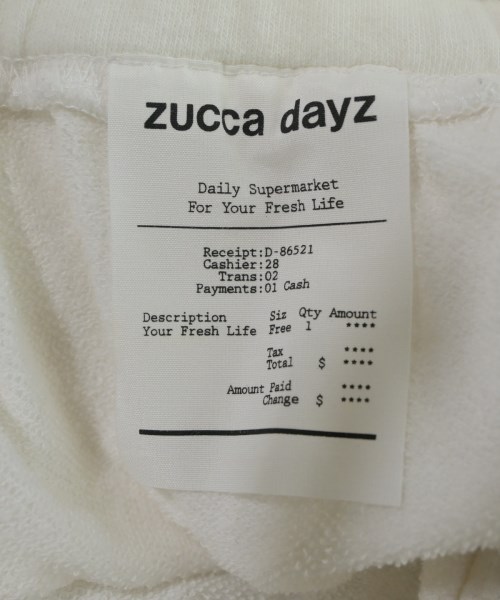 zucca dayz
Daily Supermarket
For Your Fresh Life
Receipt:D-86521
Cashier:28
Trans:02
Payments:01 Cash
Description Siz Qty Amount
Your Fresh Life Free 1 ****
Tax ****
Total $ ****
Amount Paid ****
Change $ ****